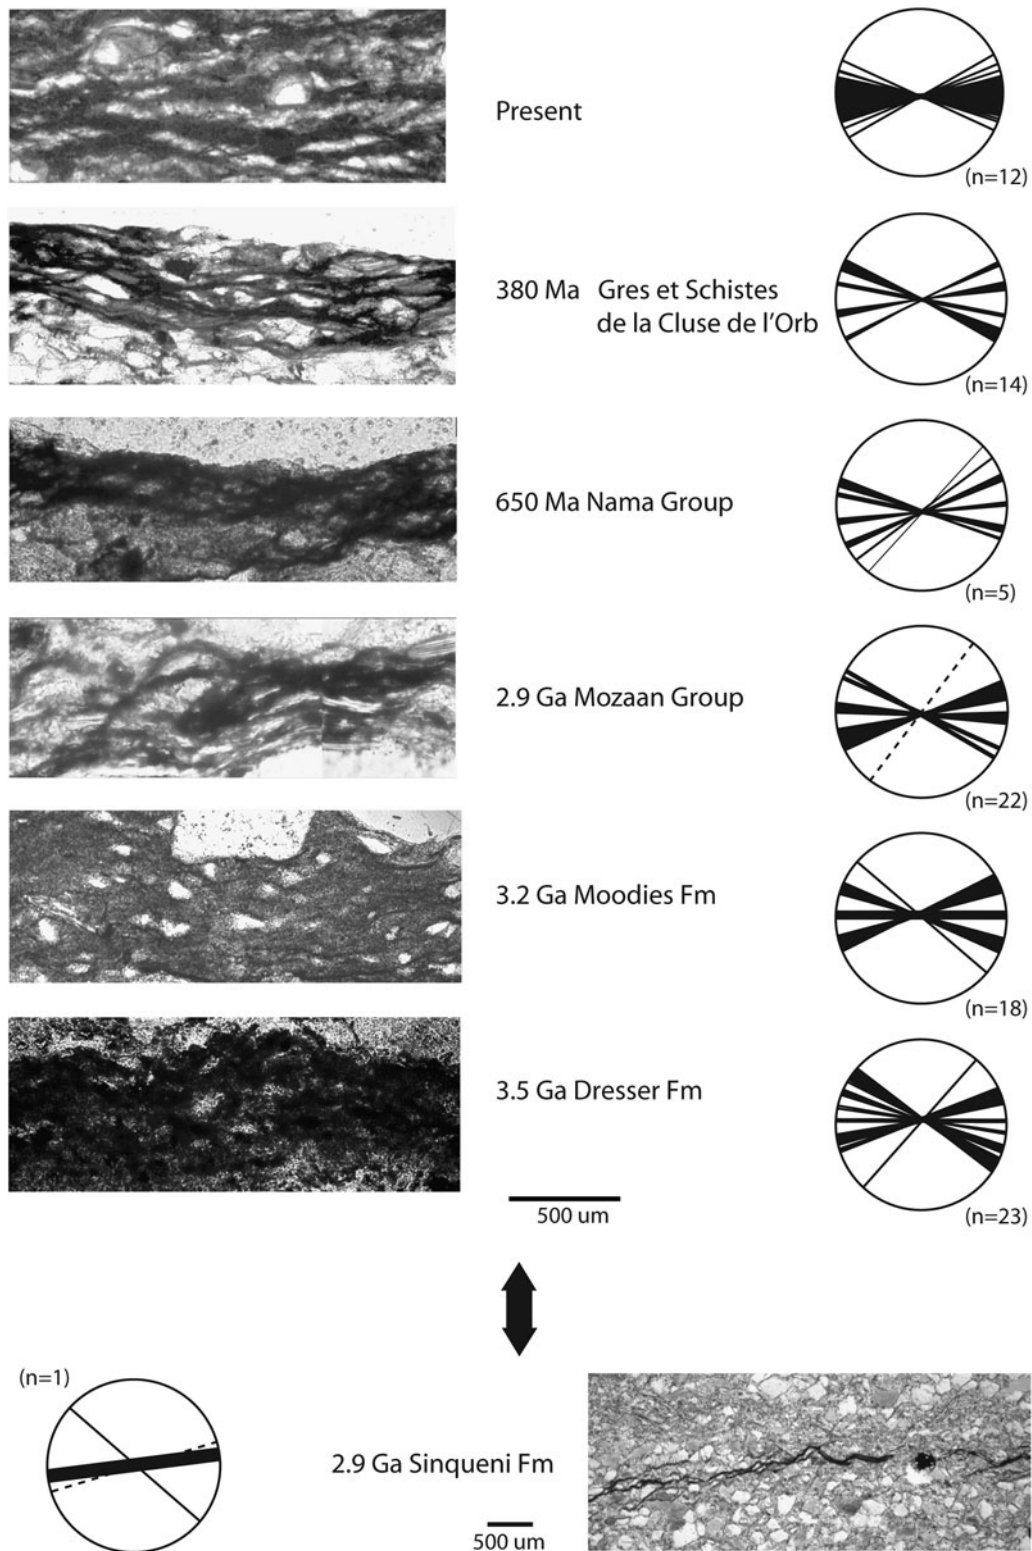 Present
(n=12)
380 Ma Gres et Schistes
de la Cluse de l'Orb
(n=14)
650 Ma Nama Group
(n=5)
2.9 Ga Mozaan Group
(n=22)
3.2 Ga Moodies Fm
(n=18)
3.5 Ga Dresser Fm
(n=23)
500 um
(n=1)
2.9 Ga Sinqueni Fm
500 um